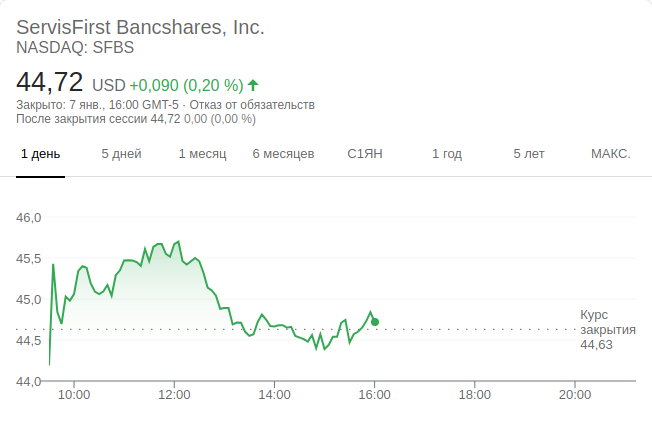 ServisFirst Bancshares, Inc.
NASDAQ: SFBS
44,72 USD +0,090 (0,20 %)
Закрыто: 7 янв., 16:00 GMT-5 · Отказ от обязательств
После закрытия сессии 44,72 0,00 (0,00 %)
1 день 5 дней 1 месяц 6 месяцев С1ЯН 1 год 5 лет МАКС.
46,0
45,5
45,0
44,5
44,0
Курс
закрытия
44,63
10:00 12:00 14:00 16:00 18:00 20:00